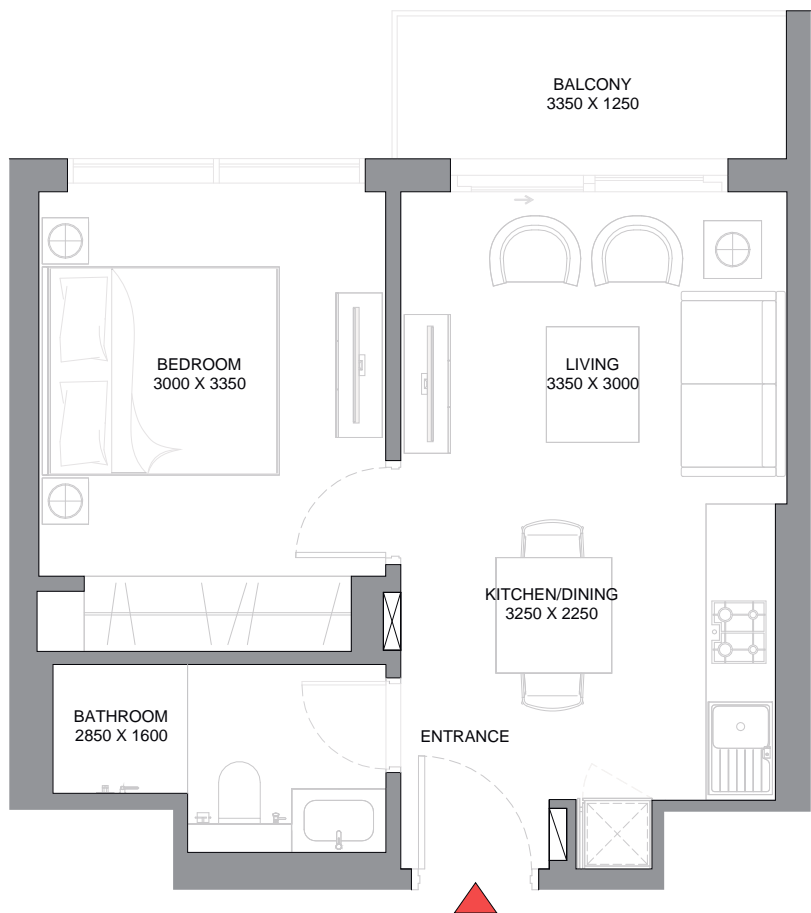 BALCONY
3350 X 1250
BEDROOM
3000 X 3350
LIVING
3350 X 3000
KITCHEN/DINING
3250 X 2250
BATHROOM
2850 X 1600
ENTRANCE